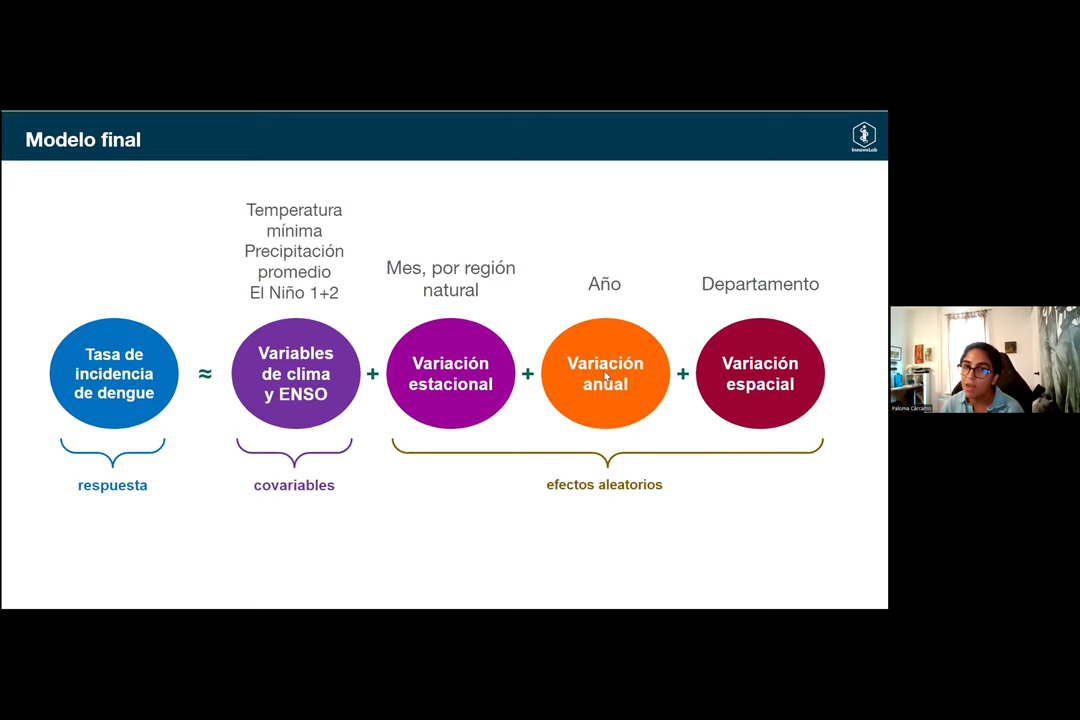 Modelo final
InnovaLab
Temperatura
mínima
Precipitación
promedio
El Niño 1+2
Mes, por región
natural
Año
Departamento
Tasa de
incidencia
de dengue
≈
Variables
de clima
y ENSO
+
Variación
estacional
+
Variación
anual
+
Variación
espacial
respuesta
covariables
efectos aleatorios
Paloma Cárcamo